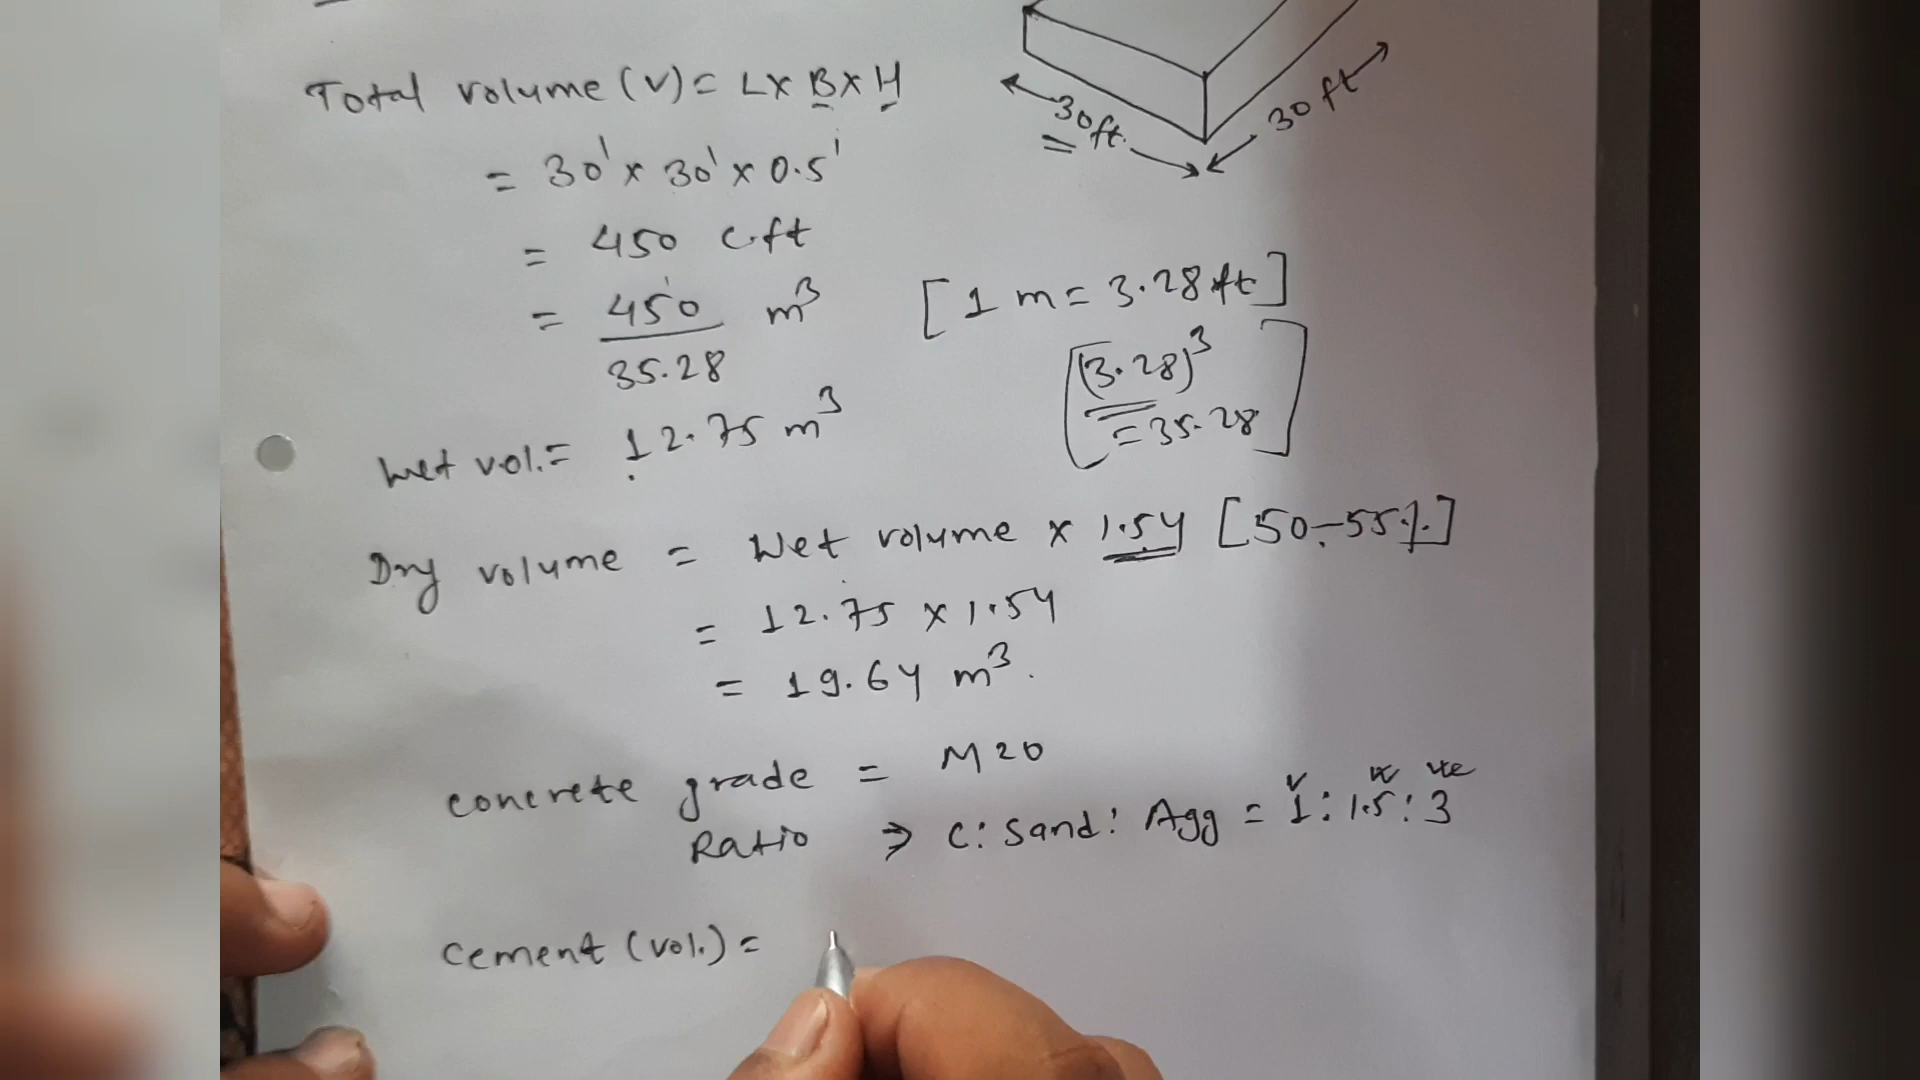 Total volume (V) = L x B x H
30 ft.
30 ft
= 30' x 30' x 0.5'
= 450 c.ft
= 450 / 35.28 m³ [1 m = 3.28 ft]
[(3.28)³
= 35.28]
Wet vol. = 12.75 m³
Dry volume = Wet volume x 1.54 [50-55%]
= 12.75 x 1.54
= 19.64 m³.
Concrete grade = M20
Ratio ⇒ C: Sand: Agg = 1: 1.5: 3
Cement (vol.) =